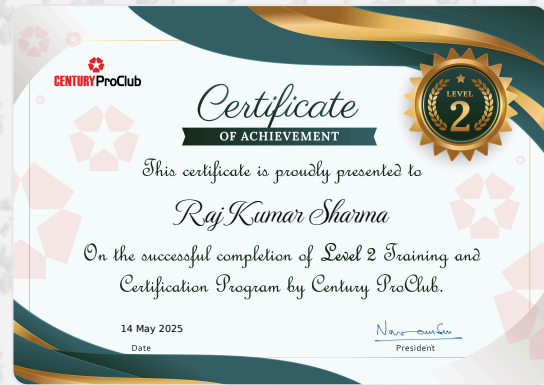 CENTURY ProClub
LEVEL
2
Certificate
OF ACHIEVEMENT
This certificate is proudly presented to
Raj Kumar Sharma
On the successful completion of Level 2 Training and
Certification Program by Century ProClub.
14 May 2025
Date
President